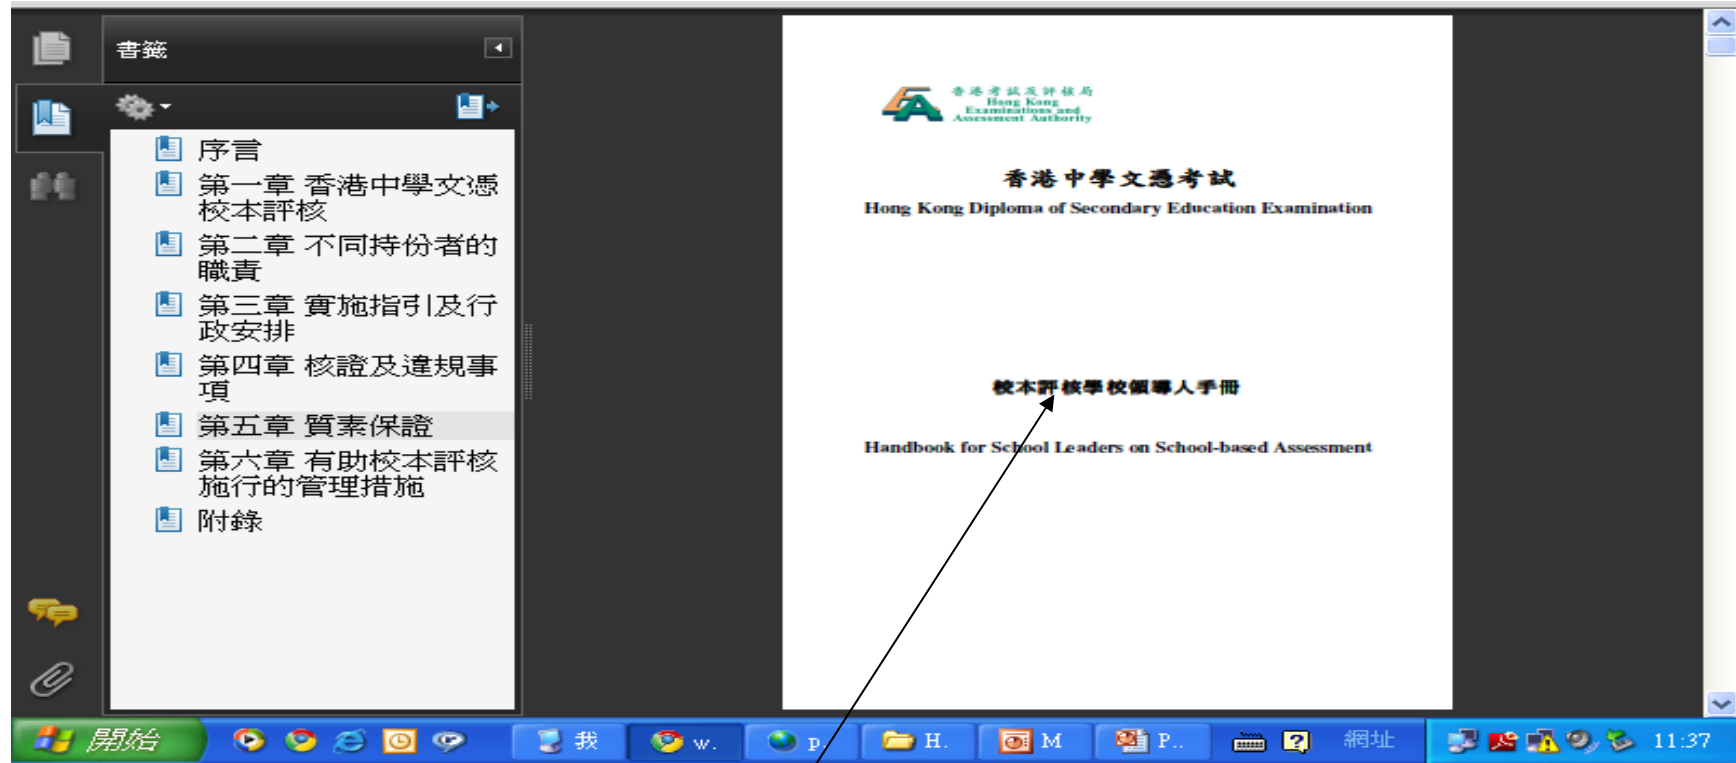 書籤
序言
第一章 香港中學文憑
校本評核
第二章 不同持份者的
職責
第三章 實施指引及行
政安排
第四章 核證及違規事
項
第五章 質素保證
第六章 有助校本評核
施行的管理措施
附錄
香港考試及評核局
Hong Kong
Examinations and
Assessment Authority
香港中學文憑考試
Hong Kong Diploma of Secondary Education Examination
校本評核學校領導人手冊
Handbook for School Leaders on School-based Assessment
開始
我
w.
p.
H.
M
P..
網址
11:37